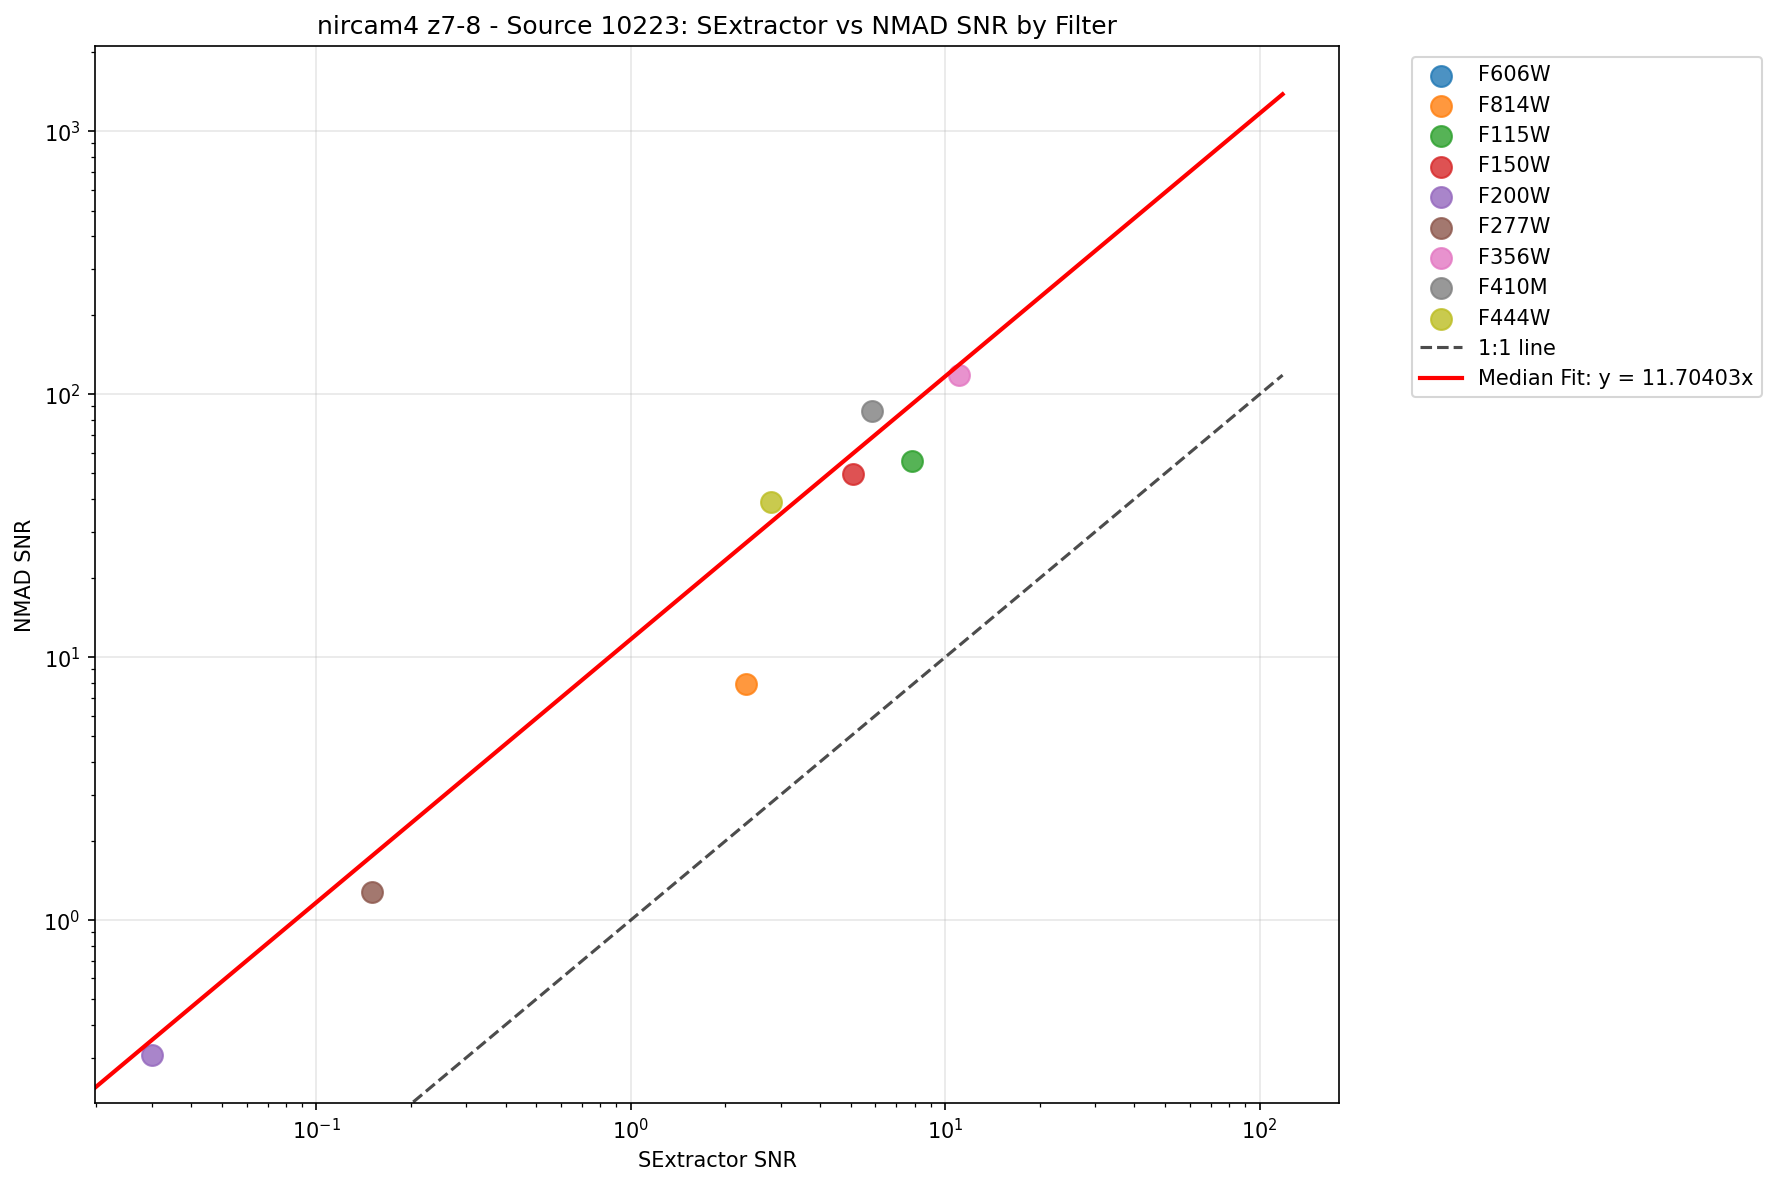 nircam4 z7-8 - Source 10223: SExtractor vs NMAD SNR by Filter
F606W
F814W
F115W
F150W
F200W
F277W
F356W
F410M
F444W
1:1 line
Median Fit: y = 11.70403x
NMAD SNR
10³
10²
10¹
10⁰
10⁻¹
10⁰
10¹
10²
SExtractor SNR